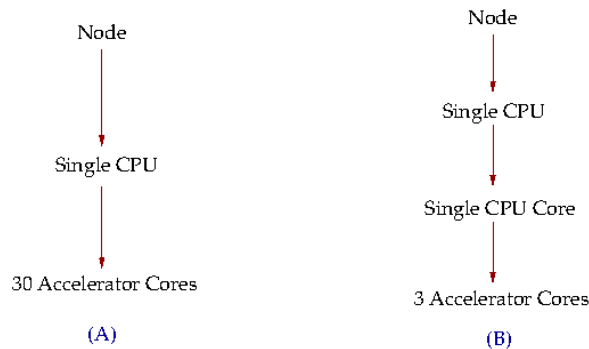 Node
Single CPU
30 Accelerator Cores
(A)
Node
Single CPU
Single CPU Core
3 Accelerator Cores
(B)